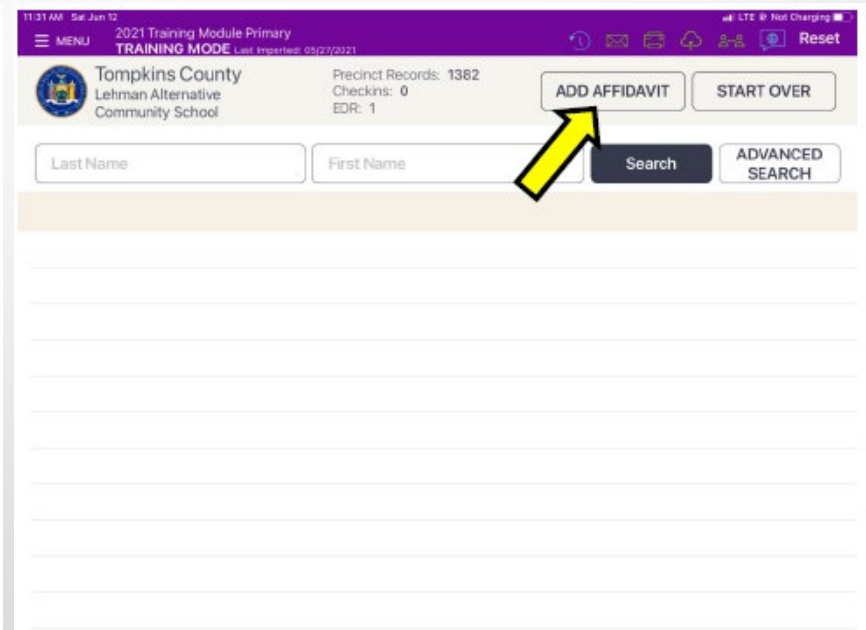 11:31 AM Sat Jun 12
LTE Not Charging
MENU
2021 Training Module Primary
TRAINING MODE Last Imported: 05/27/2021
Reset
Tompkins County
Lehman Alternative
Community School
Precinct Records: 1382
Checkins: 0
EDR: 1
ADD AFFIDAVIT
START OVER
Last Name
First Name
Search
ADVANCED
SEARCH